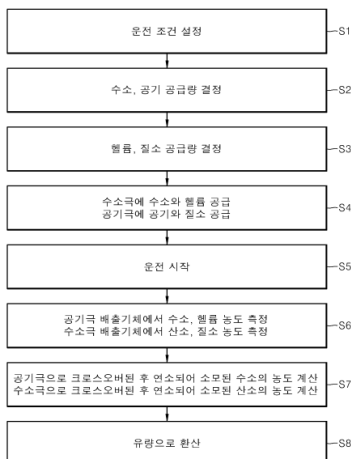 운전 조건 설정
S1
수소, 공기 공급량 결정
S2
헬륨, 질소 공급량 결정
S3
수소극에 수소와 헬륨 공급
공기극에 공기와 질소 공급
S4
운전 시작
S5
공기극 배출기체에서 수소, 헬륨 농도 측정
수소극 배출기체에서 산소, 질소 농도 측정
S6
공기극으로 크로스오버된 후 연소되어 소모된 수소의 농도 계산
수소극으로 크로스오버된 후 연소되어 소모된 산소의 농도 계산
S7
유량으로 환산
S8